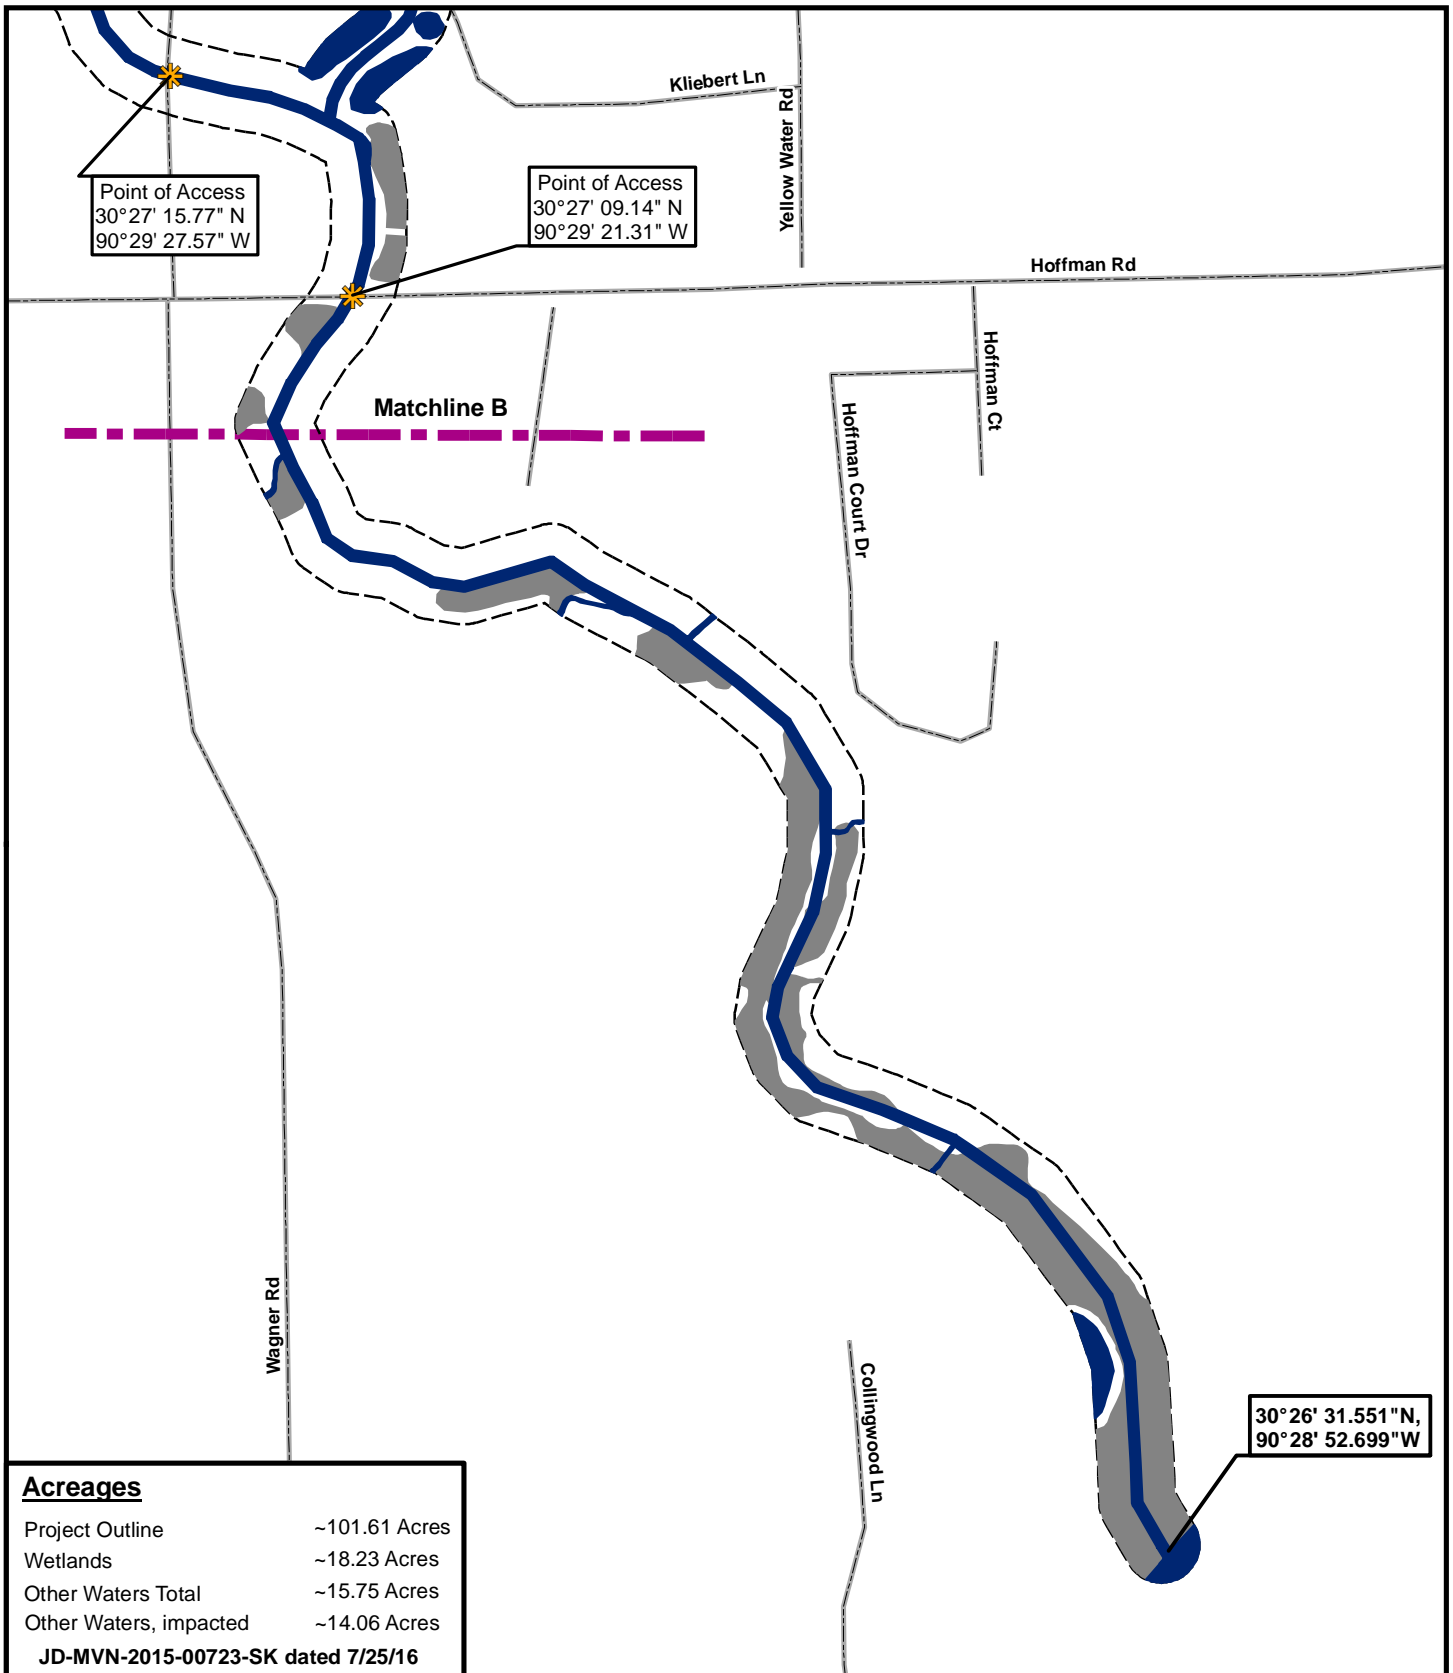 Kliebert Ln
Yellow Water Rd
Point of Access
30°27' 15.77" N
90°29' 27.57" W
Point of Access
30°27' 09.14" N
90°29' 21.31" W
Hoffman Rd
Hoffman Ct
Matchline B
Hoffman Court Dr
Wagner Rd
Collingwood Ln
30°26' 31.551"N,
90°28' 52.699"W
Acreages
Project Outline ~101.61 Acres
Wetlands ~18.23 Acres
Other Waters Total ~15.75 Acres
Other Waters, impacted ~14.06 Acres
JD-MVN-2015-00723-SK dated 7/25/16